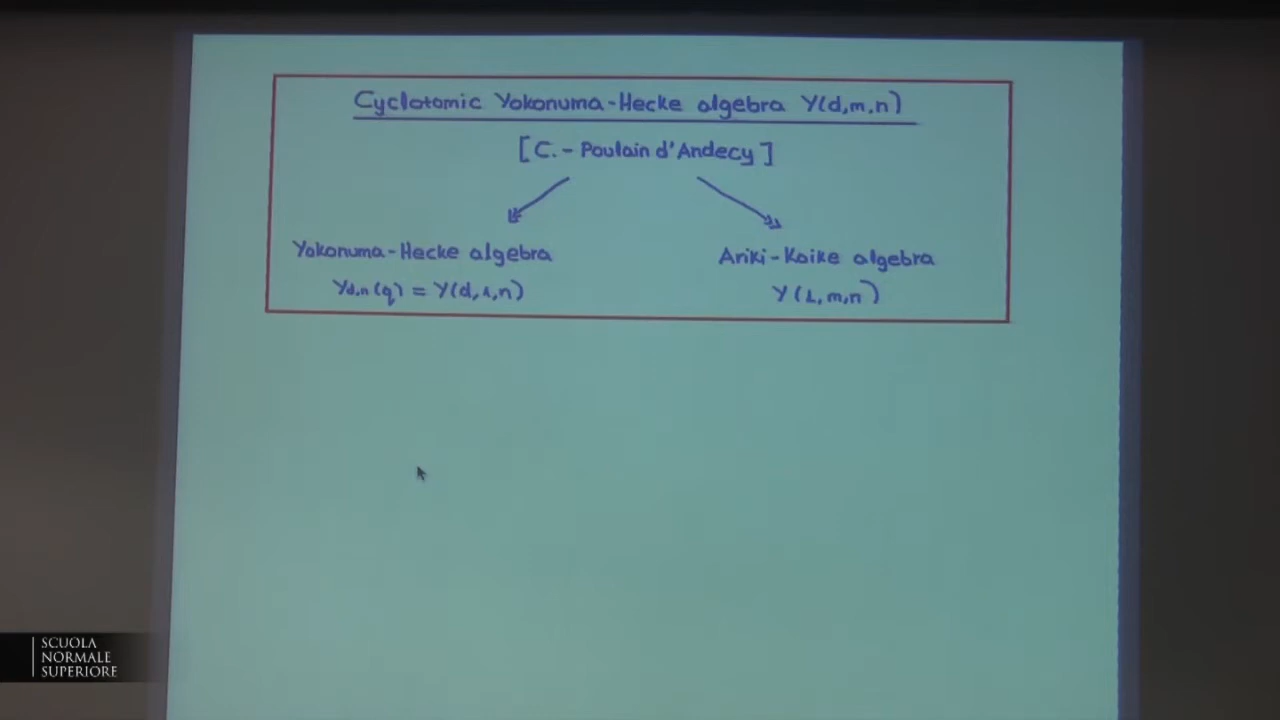 Cyclotomic Yokonuma-Hecke algebra Y(d,m,n)
[C.-Poulain d'Andecy]
Yokonuma-Hecke algebra
Ariki-Koike algebra
Yd,n(q) = Y(d,1,n)
Y(1,m,n)
SCUOLA
NORMALE
SUPERIORE